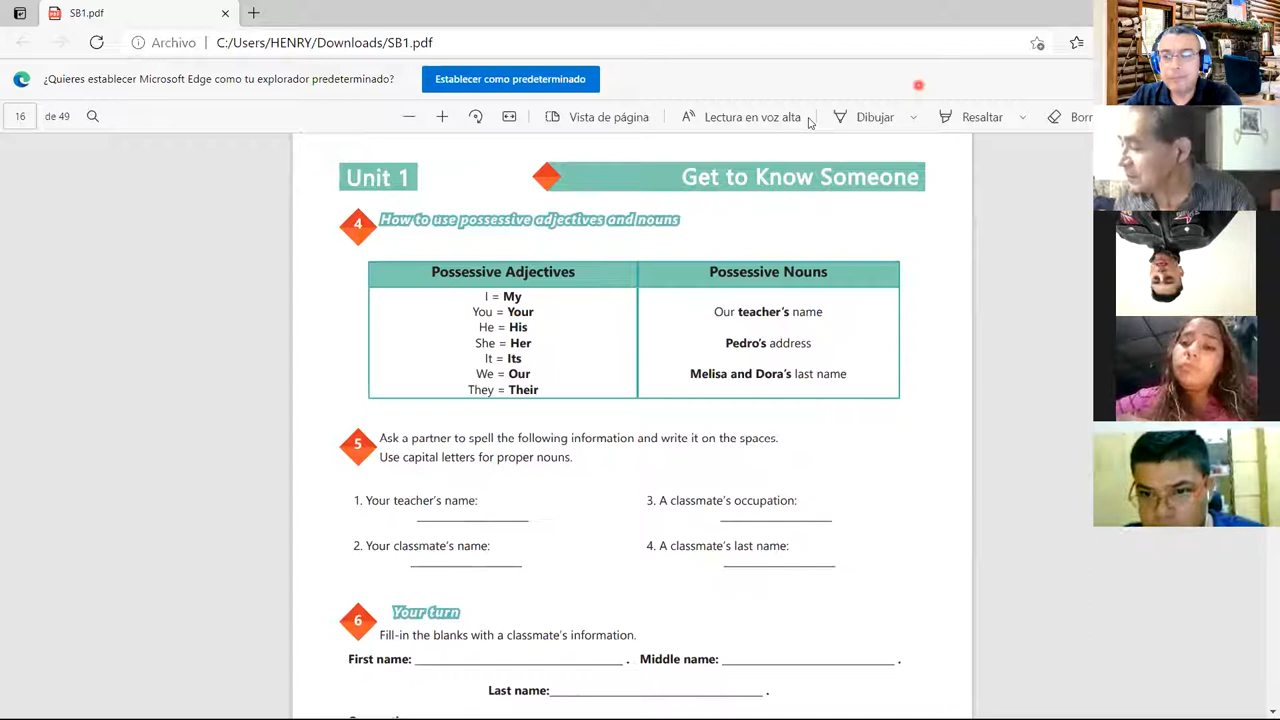 SB1.pdf
Archivo C:/Users/HENRY/Downloads/SB1.pdf
¿Quieres establecer Microsoft Edge como tu explorador predeterminado? Establecer como predeterminado
16 de 49 Vista de página Lectura en voz alta Dibujar Resaltar Borr
Unit 1 Get to Know Someone
4 How to use possessive adjectives and nouns
Possessive Adjectives Possessive Nouns
I = My
You = Your
He = His
She = Her
It = Its
We = Our
They = Their
Our teacher's name
Pedro's address
Melisa and Dora's last name
5 Ask a partner to spell the following information and write it on the spaces.
Use capital letters for proper nouns.
1. Your teacher's name:
2. Your classmate's name:
3. A classmate's occupation:
4. A classmate's last name:
6 Your turn
Fill-in the blanks with a classmate's information.
First name: ______ . Middle name: ______ .
Last name:______ .